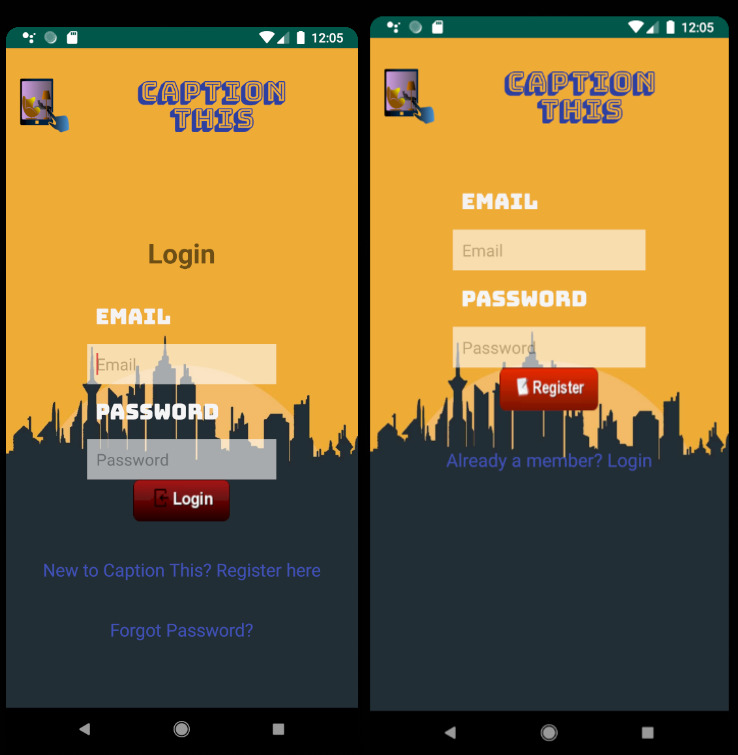 12:05
CAPTION
THIS
Login
EMAIL
Email
PASSWORD
Password
Login
New to Caption This? Register here
Forgot Password?
12:05
CAPTION
THIS
EMAIL
Email
PASSWORD
Password
Register
Already a member? Login